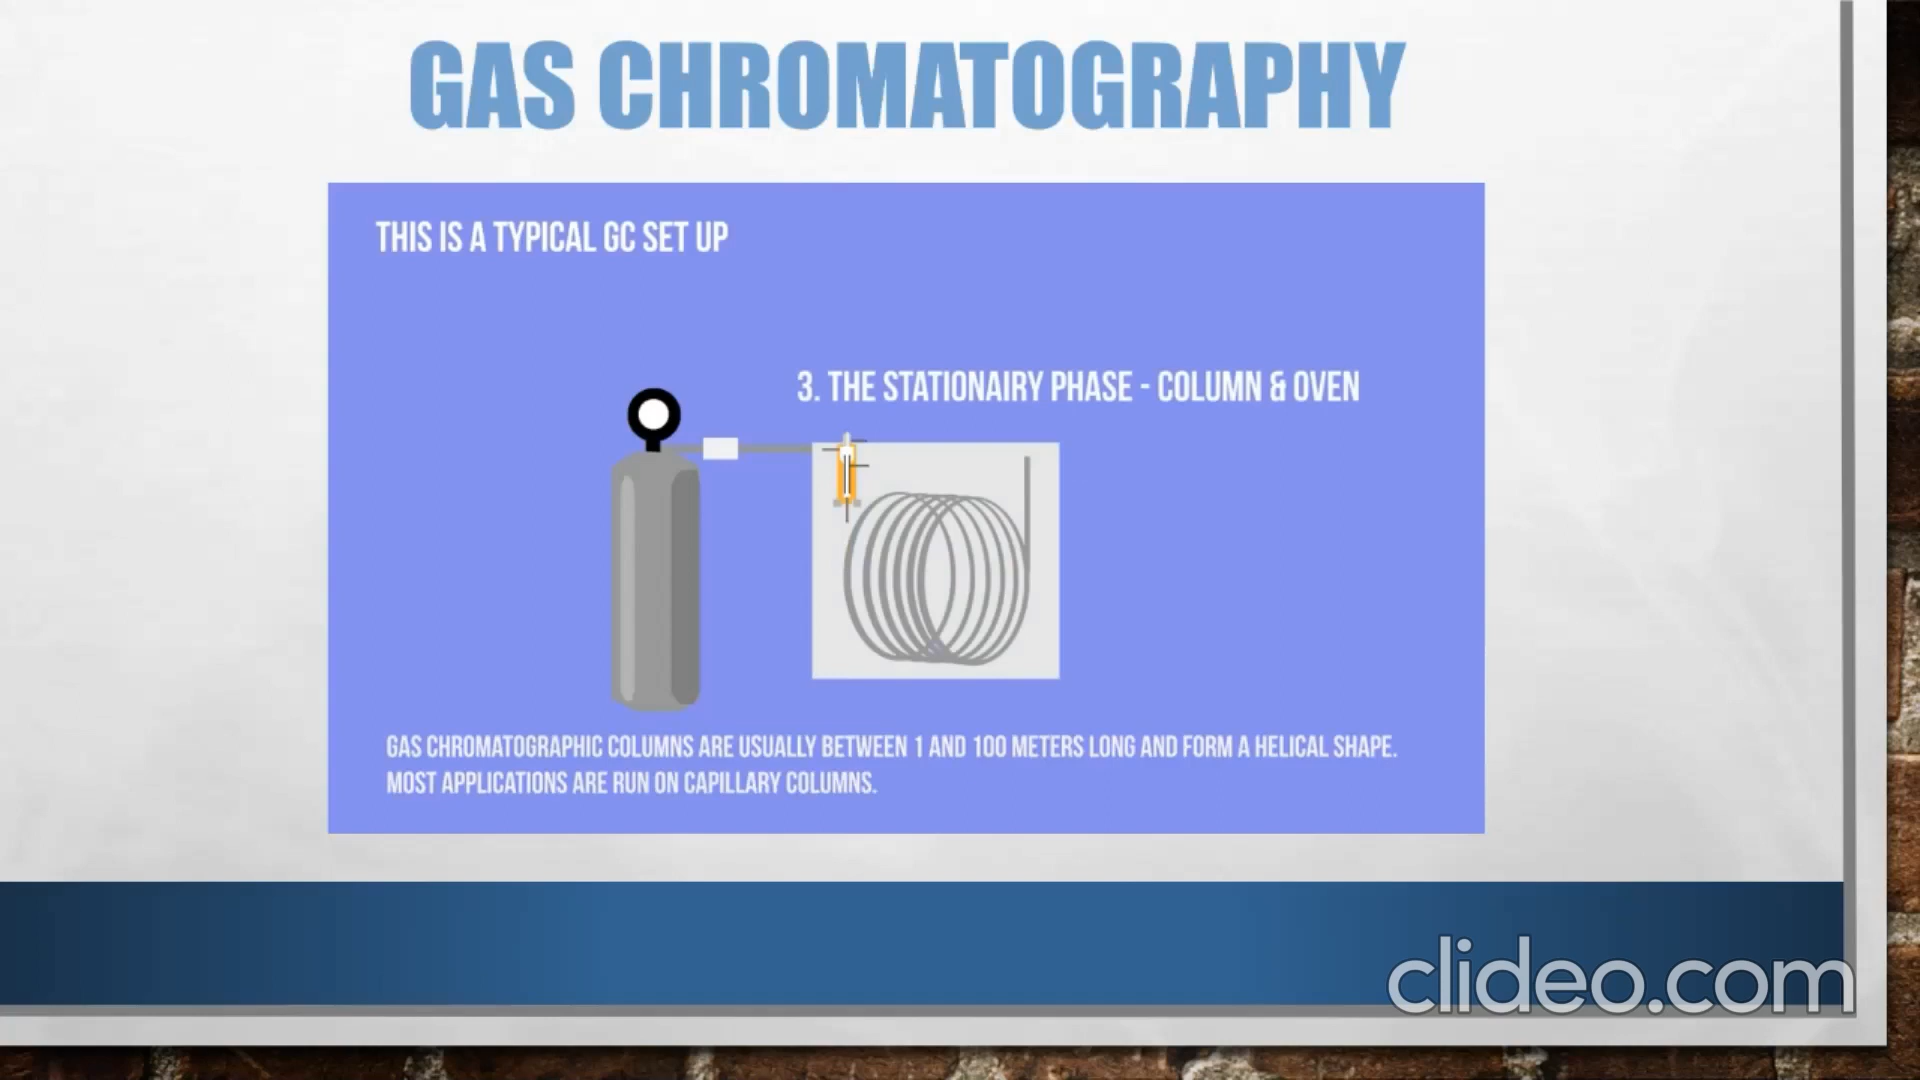 GAS CHROMATOGRAPHY
THIS IS A TYPICAL GC SET UP
3. THE STATIONAIRY PHASE - COLUMN & OVEN
GAS CHROMATOGRAPHIC COLUMNS ARE USUALLY BETWEEN 1 AND 100 METERS LONG AND FORM A HELICAL SHAPE.
MOST APPLICATIONS ARE RUN ON CAPILLARY COLUMNS.
clideo.com